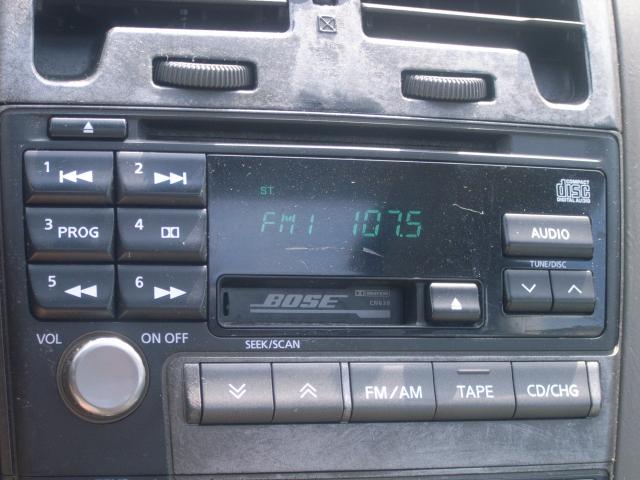 COMPACT
disc
DIGITAL AUDIO
1
2
3 PROG
4
5
6
ST
FM1 107.5
AUDIO
TUNE/DISC
BOSE
CN630
VOL
ON OFF
SEEK/SCAN
FM/AM
TAPE
CD/CHG